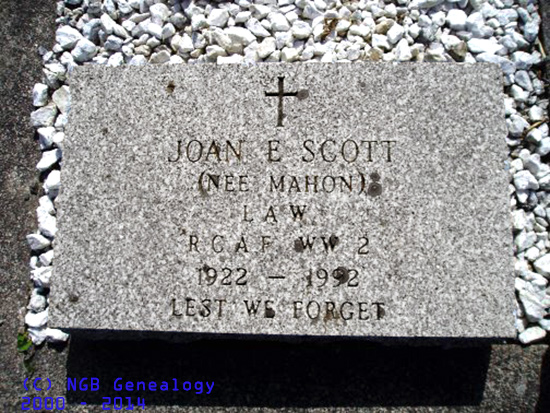 JOAN E SCOTT
(NEE MAHON)
L A W
R C A F WW 2
1922 – 1992
LEST WE FORGET
(C) NGB Genealogy
2000 - 2014